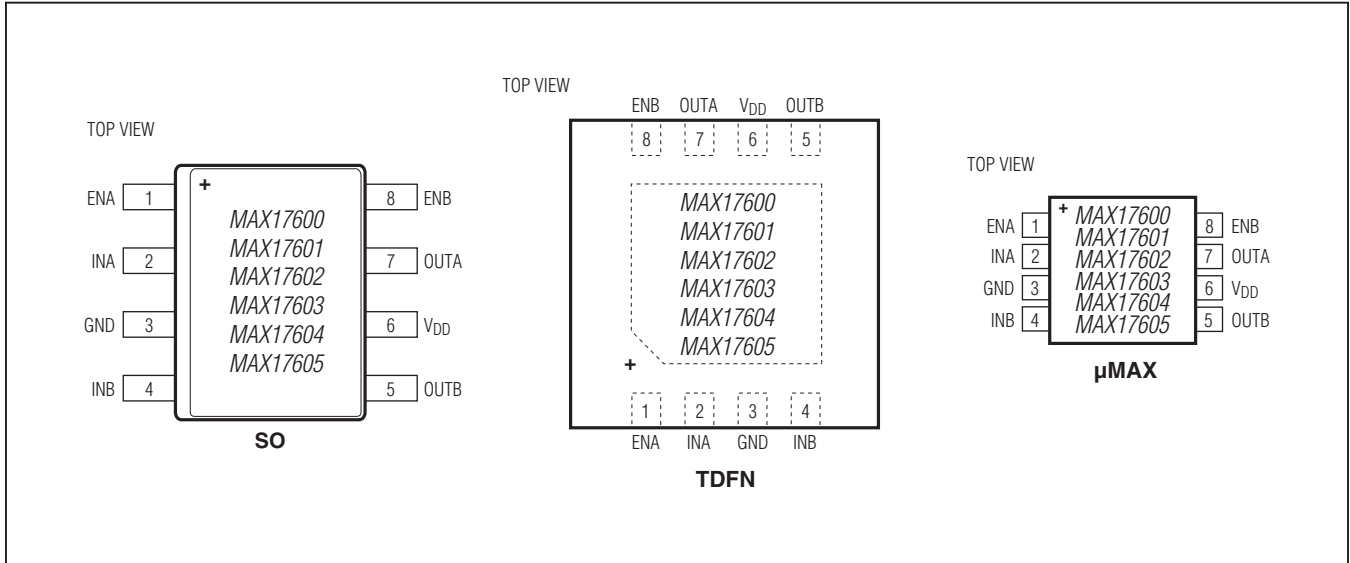 TOP VIEW
ENA 1
INA 2
GND 3
INB 4
+
MAX17600
MAX17601
MAX17602
MAX17603
MAX17604
MAX17605
8 ENB
7 OUTA
6 VDD
5 OUTB
SO
TOP VIEW
ENB OUTA VDD OUTB
8 7 6 5
MAX17600
MAX17601
MAX17602
MAX17603
MAX17604
MAX17605
+
1 2 3 4
ENA INA GND INB
TDFN
TOP VIEW
ENA 1
INA 2
GND 3
INB 4
+
MAX17600
MAX17601
MAX17602
MAX17603
MAX17604
MAX17605
8 ENB
7 OUTA
6 VDD
5 OUTB
µMAX